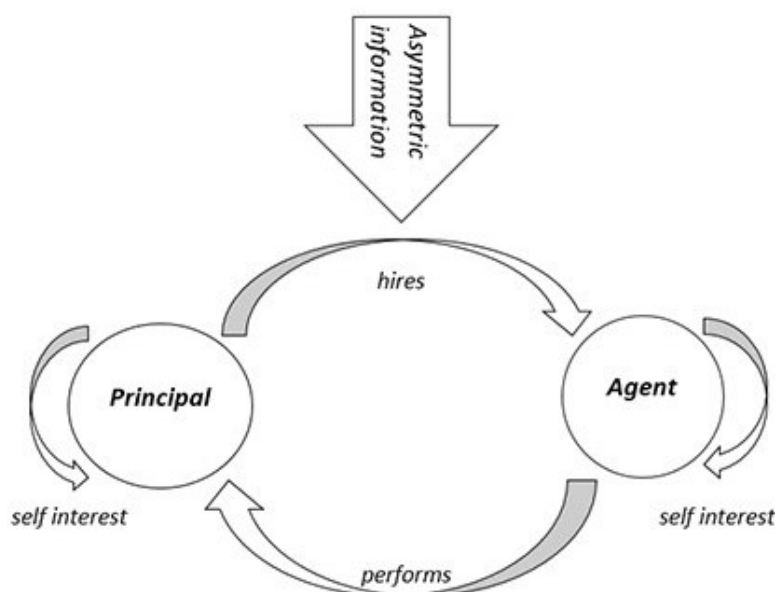 Asymmetric
information
hires
Principal
Agent
self interest
self interest
performs